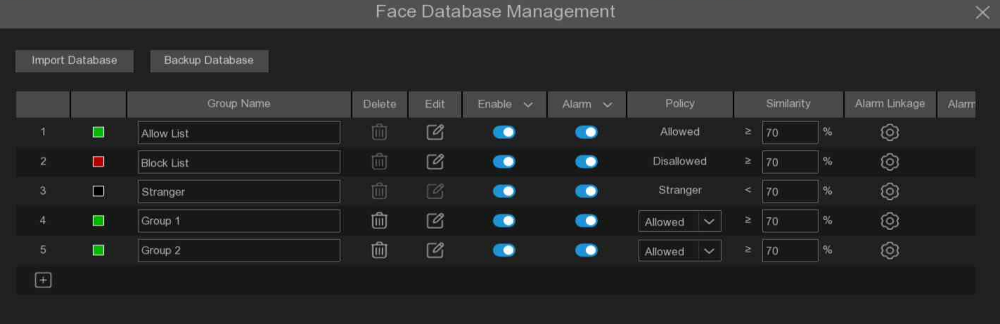 Face Database Management
Import Database Backup Database
Group Name Delete Edit Enable Alarm Policy Similarity Alarm Linkage Alarm
1 Allow List Allowed ≥ 70 %
2 Block List Disallowed ≥ 70 %
3 Stranger Stranger < 70 %
4 Group 1 Allowed ≥ 70 %
5 Group 2 Allowed ≥ 70 %